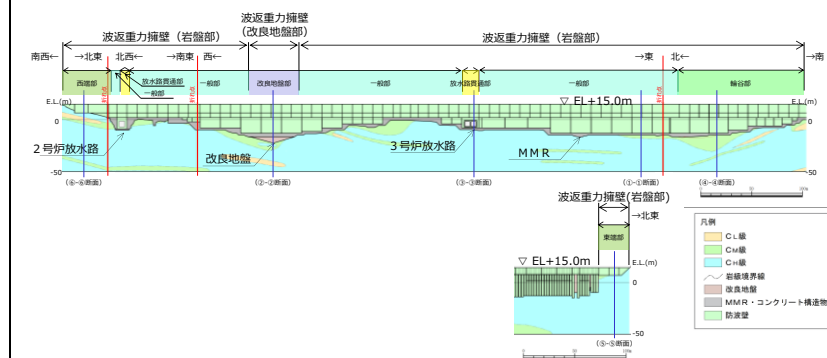 波返重力擁壁（岩盤部）
波返重力擁壁
（改良地盤部）
波返重力擁壁（岩盤部）
南西←
→北東
北西←
→南東
西←
→東
北←
→南
西端部
放水路貫通部
一般部
一般部
改良地盤部
一般部
放水路貫通部
一般部
輪谷部
E.L.(m)
▽ EL+15.0m
E.L.(m)
0
-50
0
-50
2号炉放水路
改良地盤
3号炉放水路
MMR
(⑥-⑥断面)
(②-②断面)
(③-③断面)
(①-①断面)
(④-④断面)
波返重力擁壁(岩盤部)
→北東
東端部
▽ EL+15.0m
E.L.(m)
0
-50
(⑤-⑤断面)
凡例
CL級
CM級
CH級
岩級境界線
改良地盤
MMR・コンクリート構造物
防波壁